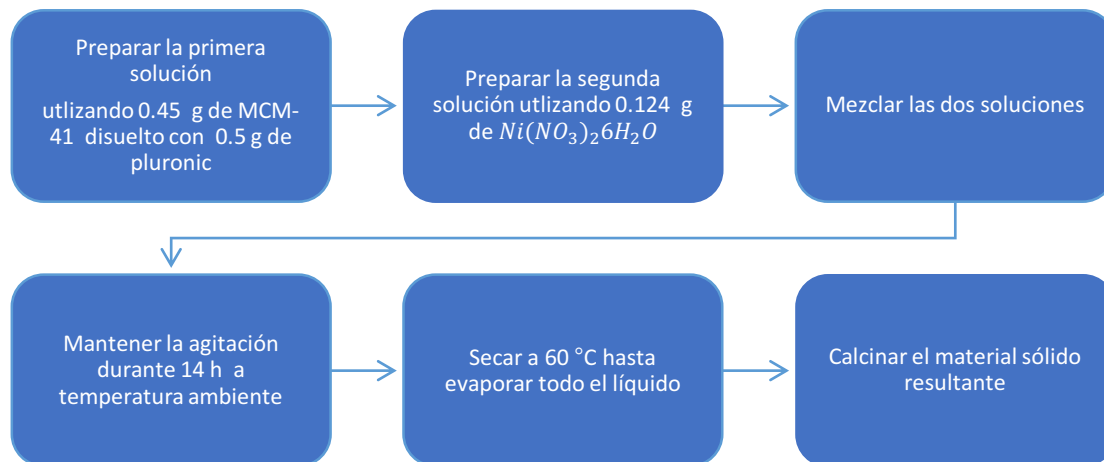 Preparar la primera
solución
utlizando 0.45 g de MCM-
41 disuelto con 0.5 g de
pluronic
Preparar la segunda
solución utlizando 0.124 g
de Ni(NO₃)₂6H₂O
Mezclar las dos soluciones
Mantener la agitación
durante 14 h a
temperatura ambiente
Secar a 60 °C hasta
evaporar todo el líquido
Calcinar el material sólido
resultante